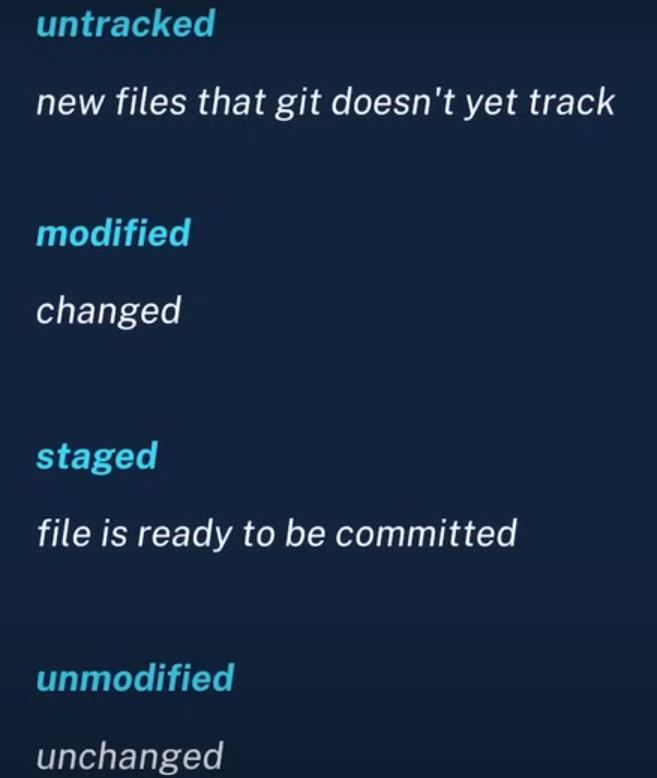 untracked
new files that git doesn't yet track
modified
changed
staged
file is ready to be committed
unmodified
unchanged